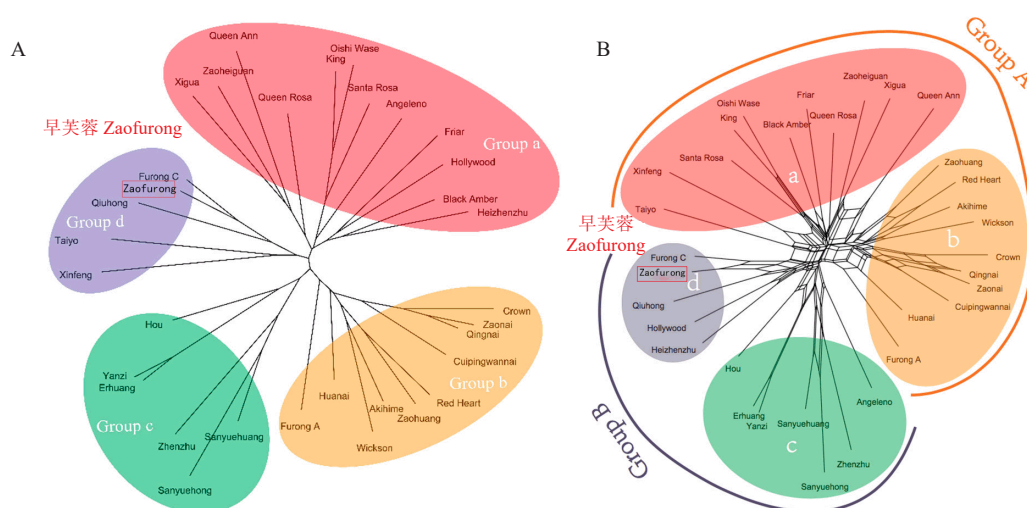 A
Queen Ann
Oishi Wase
King
Zaoheiguan
Xigua
Santa Rosa
Queen Rosa
Angeleno
早芙蓉 Zaofurong
Friar
Group a
Hollywood
Furong C
Zaofurong
Black Amber
Qiuhong
Heizhenzhu
Group d
Taiyo
Xinfeng
Hou
Crown
Zaonai
Qingnai
Cuipingwannai
Yanzi
Erhuang
Group b
Huanai
Red Heart
Akihime
Zaohuang
Group c
Furong A
Sanyuehuang
Zhenzhu
Wickson
Sanyuehong
B
Group A
Zaoheiguan
Xigua
Friar
Queen Ann
Oishi Wase
King
Queen Rosa
Black Amber
Zaohuang
Santa Rosa
Xinfeng
a
Red Heart
Akihime
Taiyo
Wickson
早芙蓉
Zaofurong
b
Furong C
Crown
Zaofurong
Qingnai
d
Zaonai
Qiuhong
Cuipingwannai
Huanai
Hollywood
Heizhenzhu
Furong A
Hou
Angeleno
Group B
Erhuang
Yanzi
Sanyuehuang
c
Zhenzhu
Sanyuehong